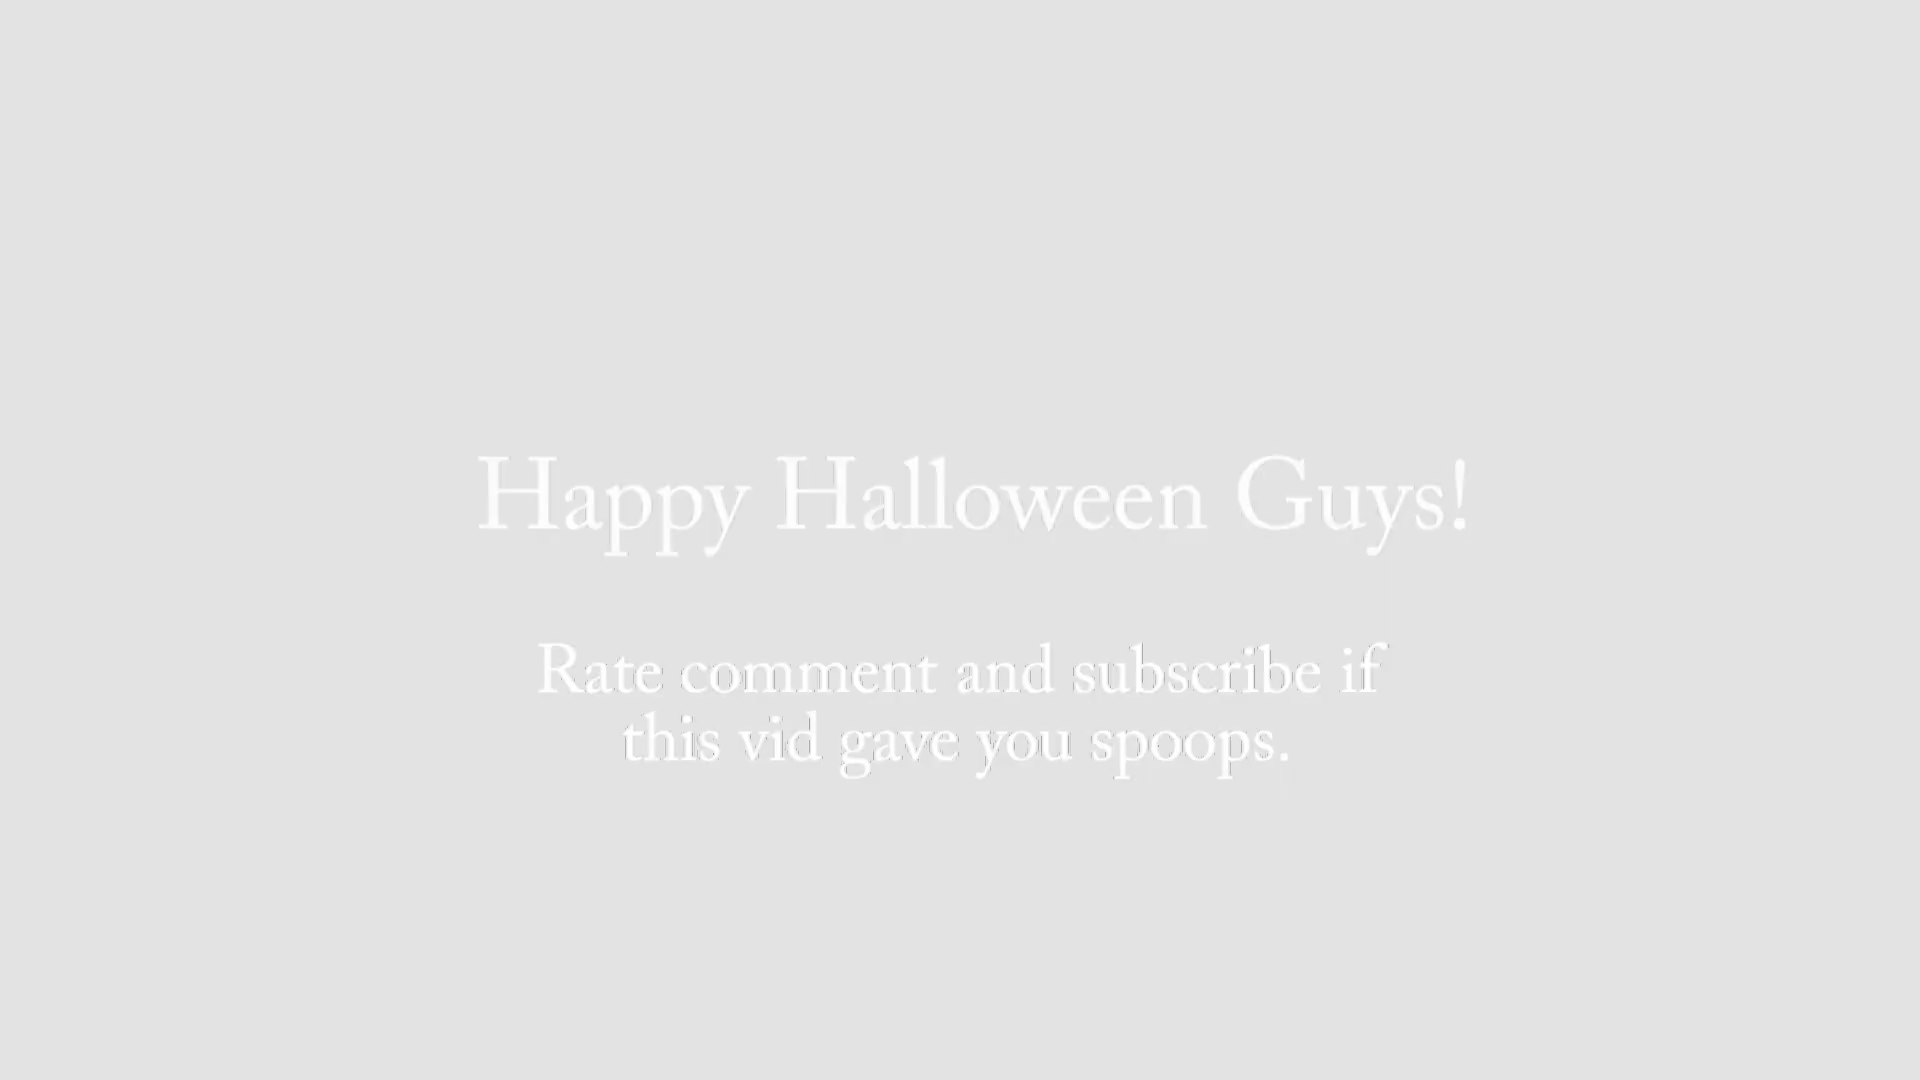 Happy Halloween Guys!
Rate comment and subscribe if
this vid gave you spoops.